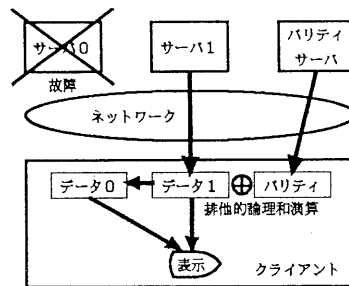 サーバ0
サーバ1
パリティ
サーバ
故障
ネットワーク
データ0
データ1
パリティ
排他的論理和演算
表示
クライアント